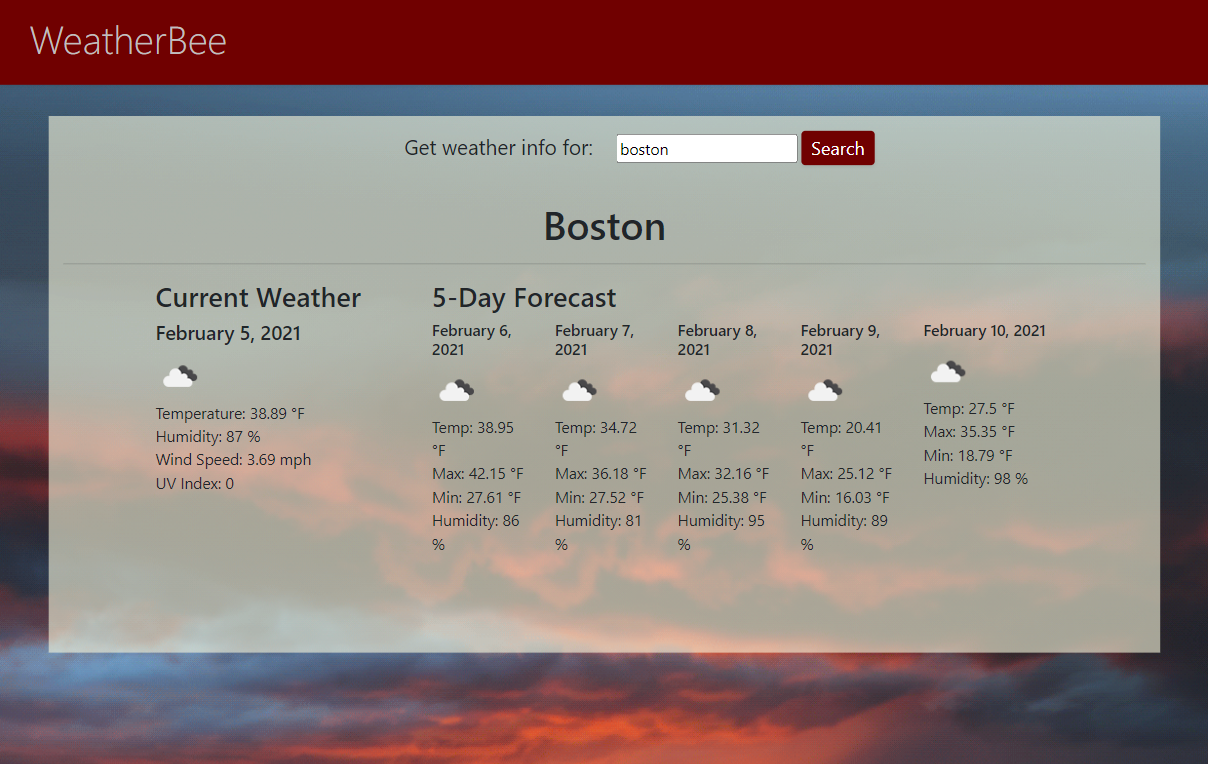 WeatherBee
Get weather info for: boston Search
Boston
Current Weather
February 5, 2021
Temperature: 38.89 °F
Humidity: 87 %
Wind Speed: 3.69 mph
UV Index: 0
5-Day Forecast
February 6,
2021
Temp: 38.95
°F
Max: 42.15 °F
Min: 27.61 °F
Humidity: 86
%
February 7,
2021
Temp: 34.72
°F
Max: 36.18 °F
Min: 27.52 °F
Humidity: 81
%
February 8,
2021
Temp: 31.32
°F
Max: 32.16 °F
Min: 25.38 °F
Humidity: 95
%
February 9,
2021
Temp: 20.41
°F
Max: 25.12 °F
Min: 16.03 °F
Humidity: 89
%
February 10, 2021
Temp: 27.5 °F
Max: 35.35 °F
Min: 18.79 °F
Humidity: 98 %